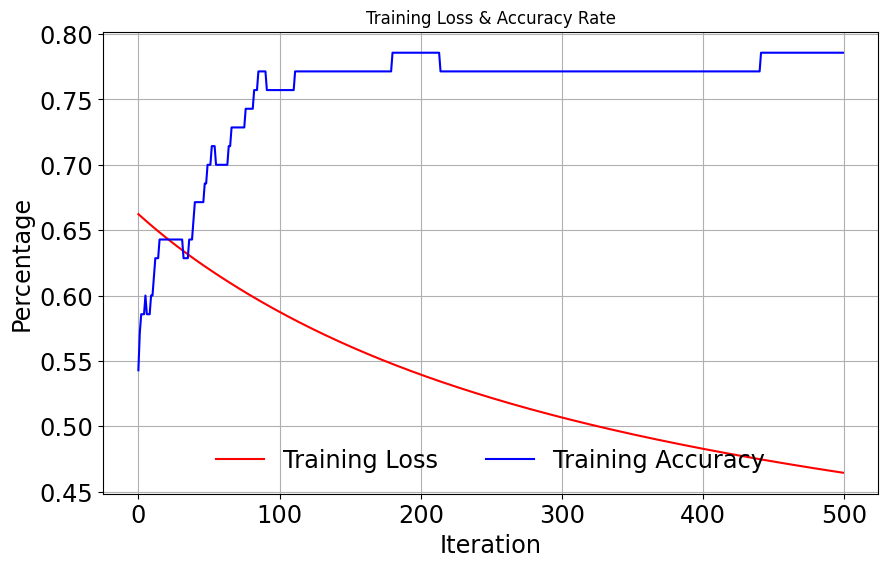 Training Loss & Accuracy Rate
0.80
0.75
0.70
0.65
0.60
0.55
0.50
0.45
Percentage
Training Loss Training Accuracy
0 100 200 300 400 500
Iteration